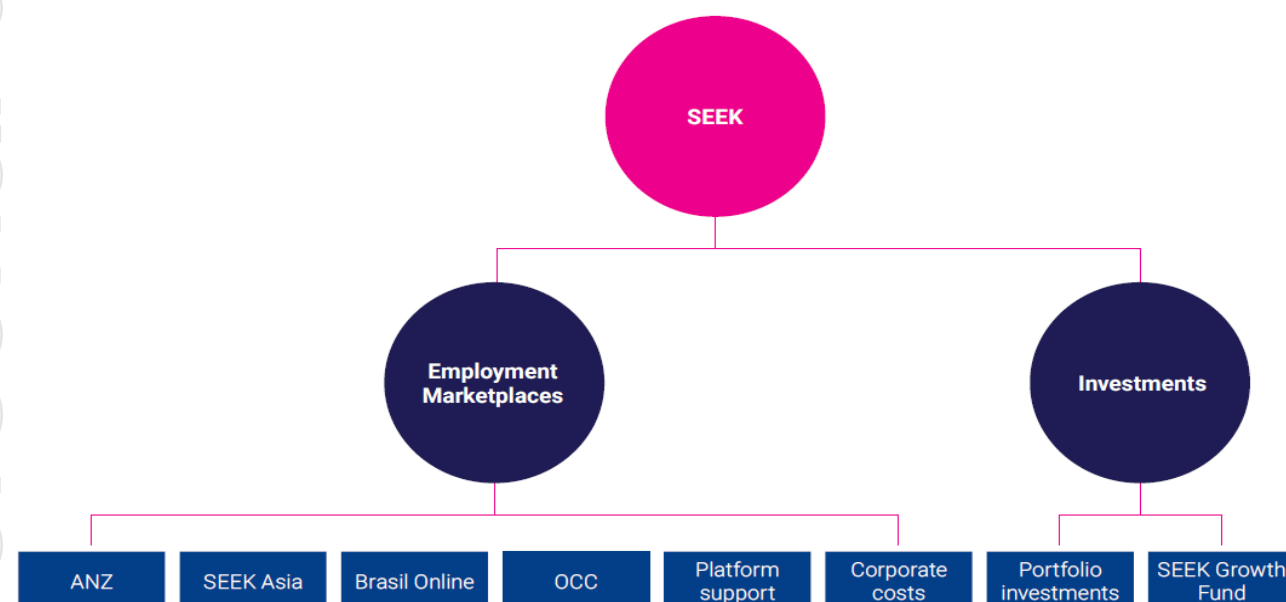 SEEK
Employment
Marketplaces
Investments
ANZ
SEEK Asia
Brasil Online
OCC
Platform
support
Corporate
costs
Portfolio
investments
SEEK Growth
Fund